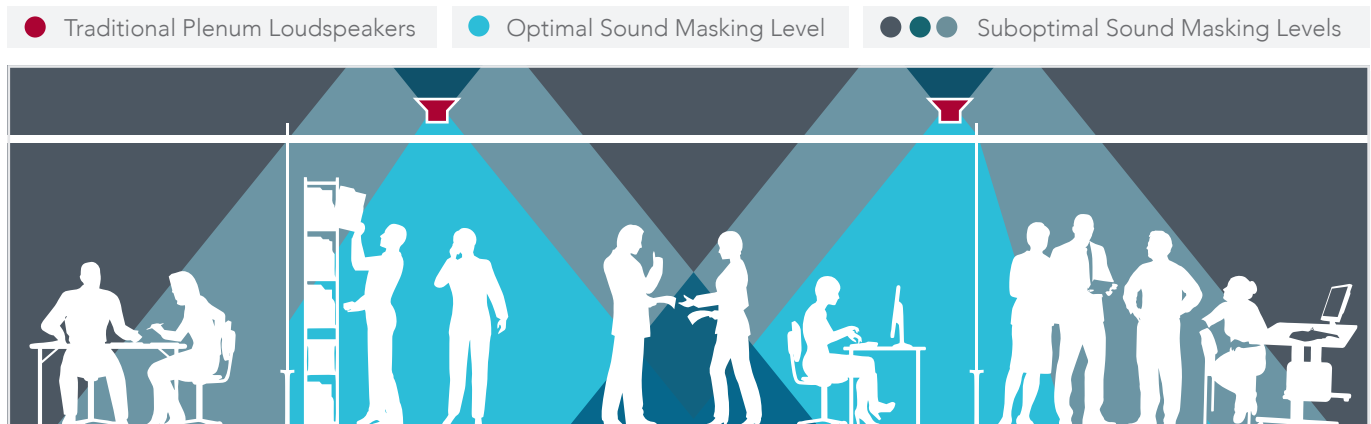 Traditional Plenum Loudspeakers
Optimal Sound Masking Level
Suboptimal Sound Masking Levels